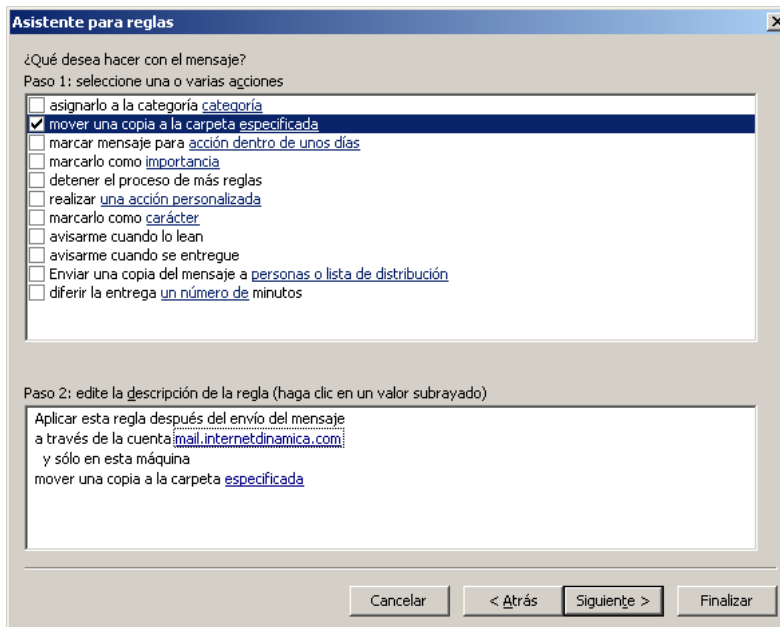 Asistente para reglas
¿Qué desea hacer con el mensaje?
Paso 1: seleccione una o varias acciones
asignarlo a la categoría categoría
mover una copia a la carpeta especificada
marcar mensaje para acción dentro de unos días
marcarlo como importancia
detener el proceso de más reglas
realizar una acción personalizada
marcarlo como carácter
avisarme cuando lo lean
avisarme cuando se entregue
Enviar una copia del mensaje a personas o lista de distribución
diferir la entrega un número de minutos
Paso 2: edite la descripción de la regla (haga clic en un valor subrayado)
Aplicar esta regla después del envío del mensaje
a través de la cuenta mail.internetdinamica.com
y sólo en esta máquina
mover una copia a la carpeta especificada
Cancelar < Atrás Siguiente > Finalizar